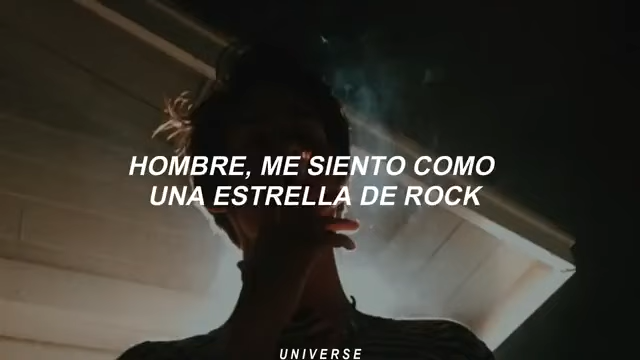 HOMBRE, ME SIENTO COMO
UNA ESTRELLA DE ROCK
UNIVERSE